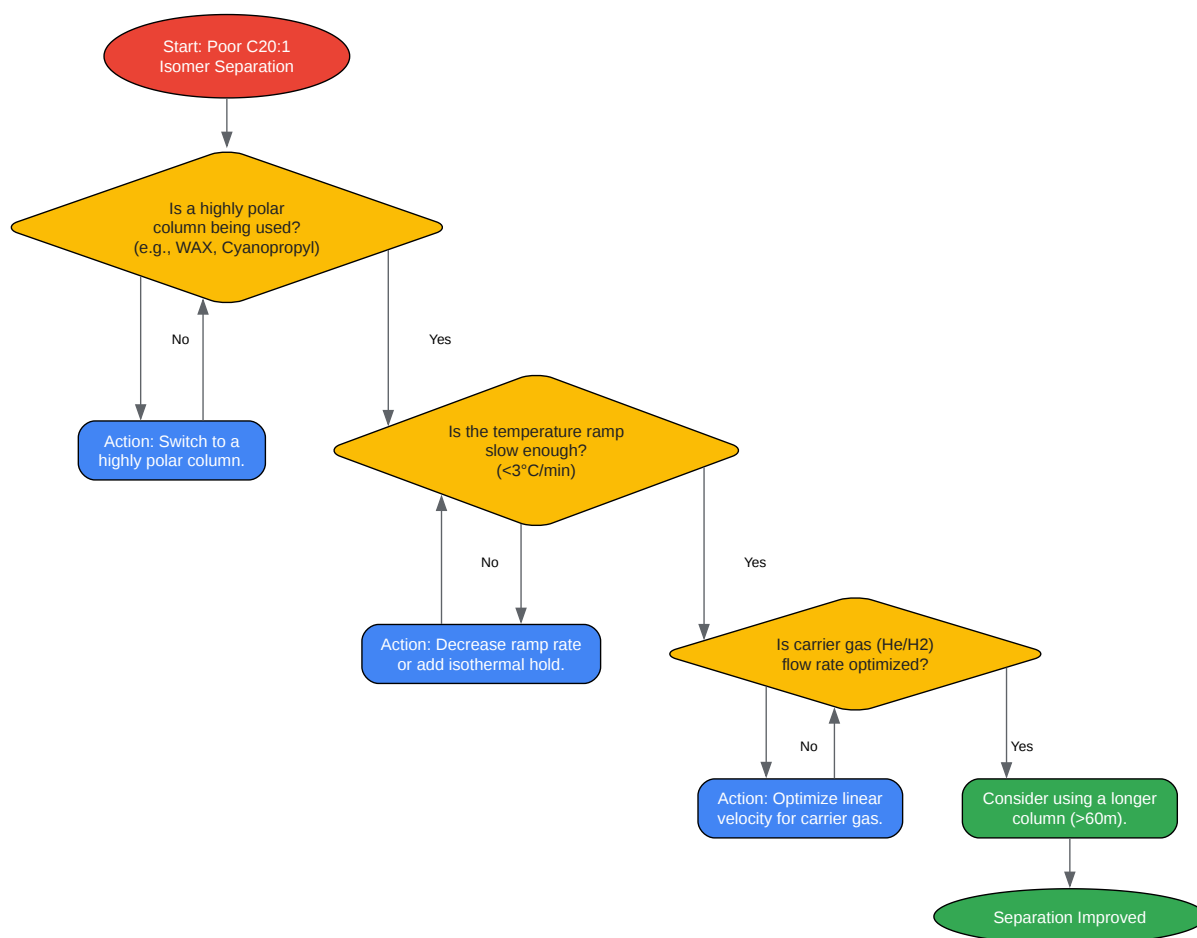 Start: Poor C20:1
Isomer Separation
Is a highly polar
column being used?
(e.g., WAX, Cyanopropyl)
No
Yes
Action: Switch to a
highly polar column.
Is the temperature ramp
slow enough?
(<3°C/min)
No
Yes
Action: Decrease ramp rate
or add isothermal hold.
Is carrier gas (He/H2)
flow rate optimized?
No
Yes
Action: Optimize linear
velocity for carrier gas.
Consider using a longer
column (>60m).
Separation Improved